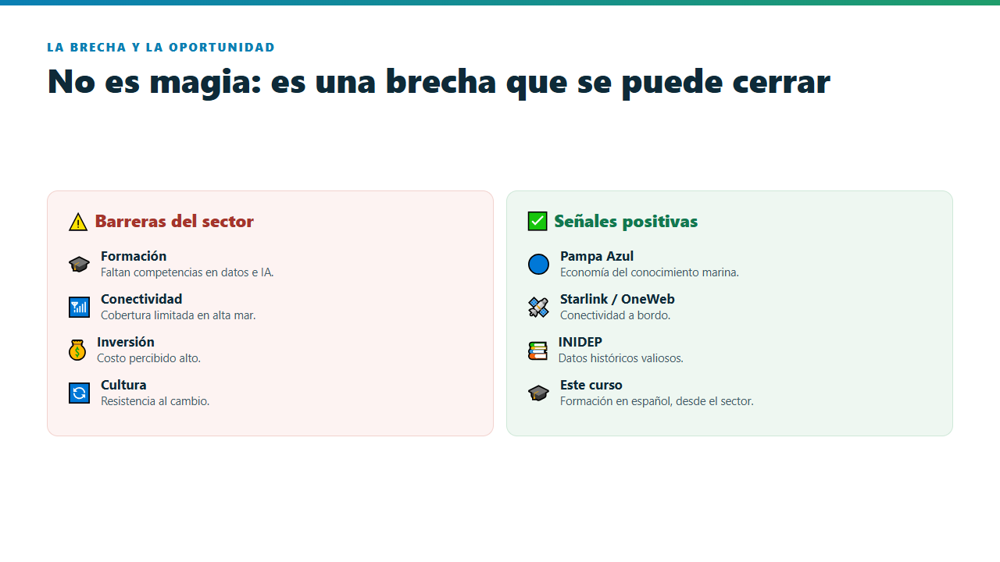 LA BRECHA Y LA OPORTUNIDAD
No es magia: es una brecha que se puede cerrar
Barreras del sector
Formación
Faltan competencias en datos e IA.
Conectividad
Cobertura limitada en alta mar.
Inversión
Costo percibido alto.
Cultura
Resistencia al cambio.
Señales positivas
Pampa Azul
Economía del conocimiento marina.
Starlink / OneWeb
Conectividad a bordo.
INIDEP
Datos históricos valiosos.
Este curso
Formación en español, desde el sector.